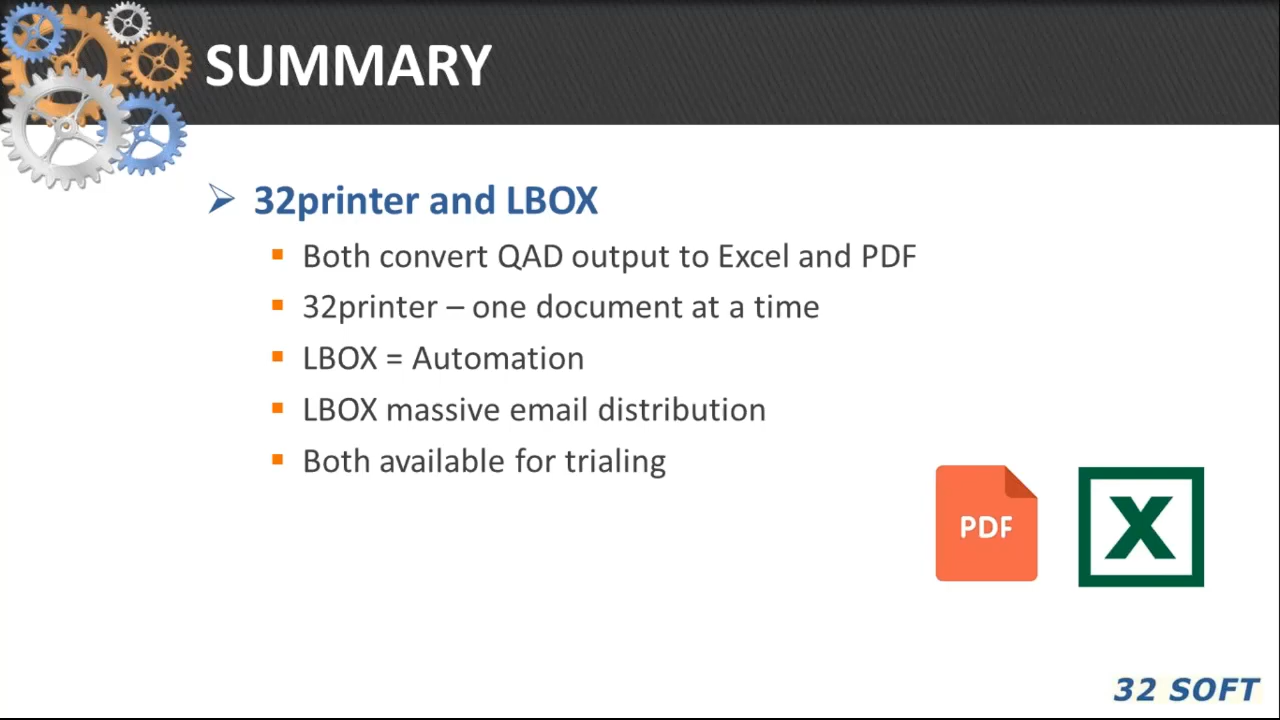 SUMMARY
32printer and LBOX
Both convert QAD output to Excel and PDF
32printer – one document at a time
LBOX = Automation
LBOX massive email distribution
Both available for trialing
PDF
X
32 SOFT